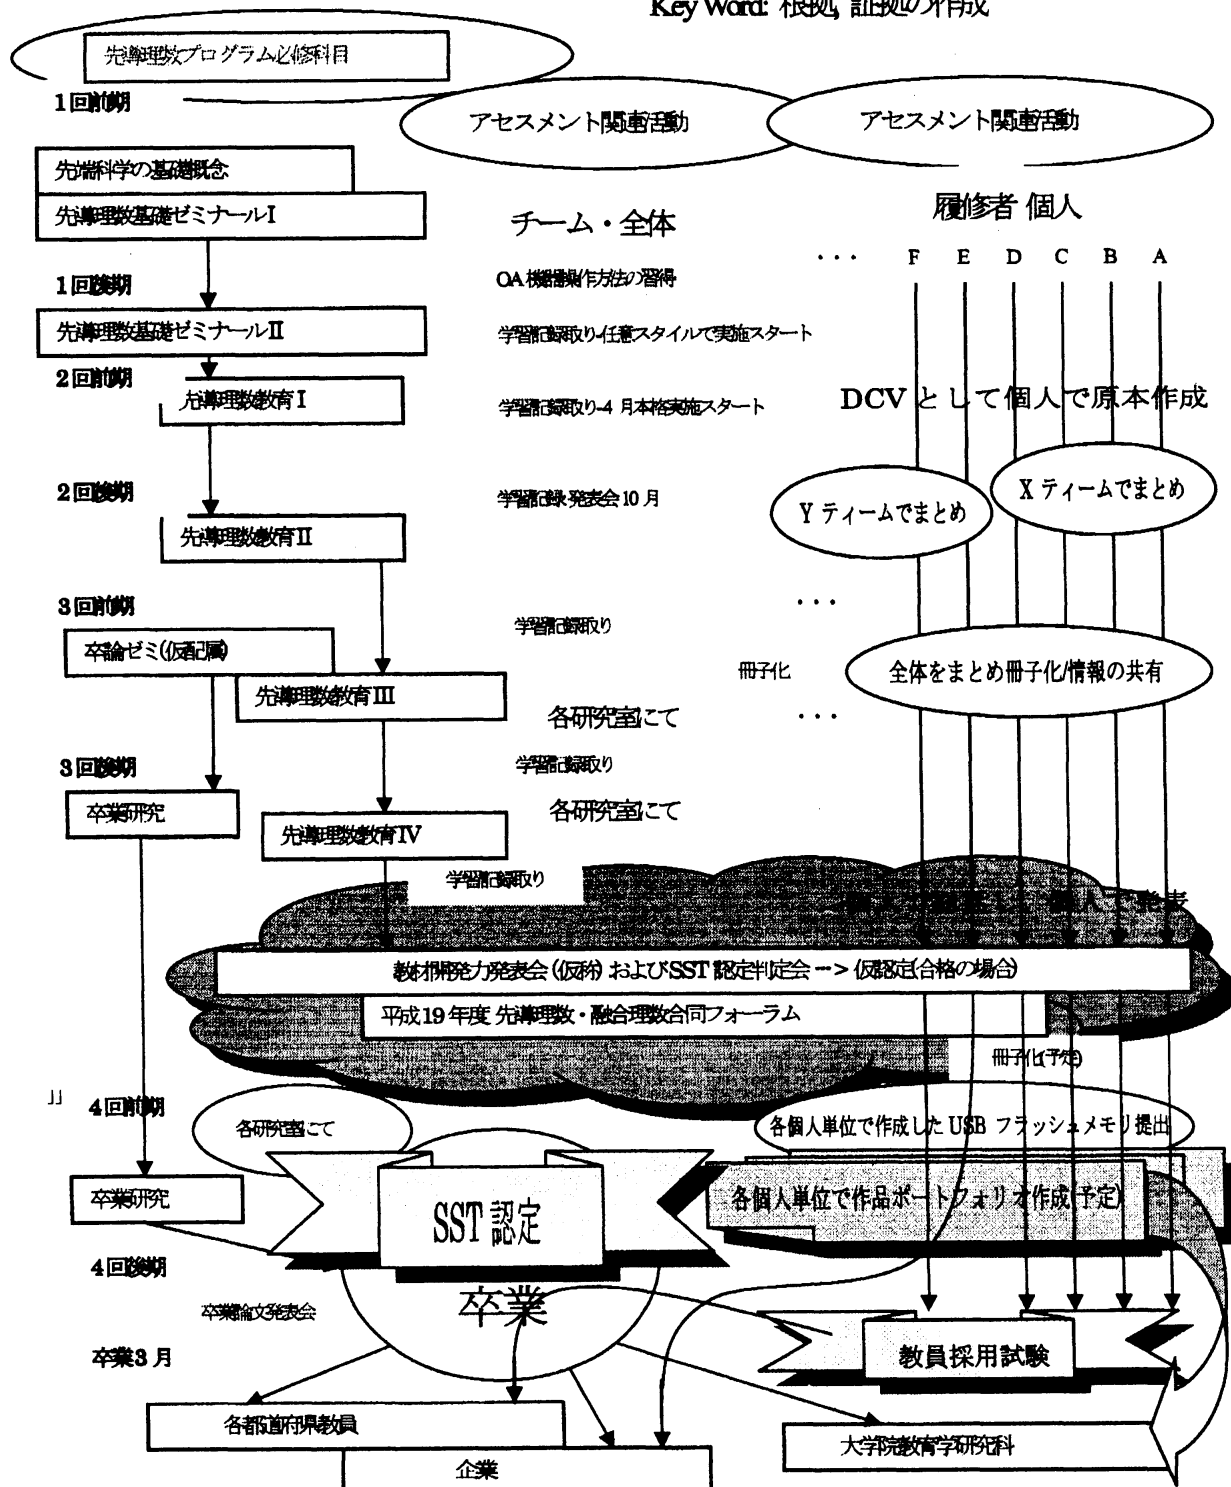 Key Word: 根拠, 証拠の作成
先導理数プログラム必修科目
1回前期
アセスメント関連活動
アセスメント関連活動
先端科学の基礎概念
先導理数基礎ゼミナールI
チーム・全体
履修者 個人
・・・ F E D C B A
1回後期
OA機器操作方法の習得
先導理数基礎ゼミナールII
学習記録取り-任意スタイルで実施スタート
2回前期
先導理数教育I
学習記録取り-4月本格実施スタート
DCVとして個人で原本作成
2回後期
学習記録発表会10月
Yティームでまとめ
Xティームでまとめ
先導理数教育II
3回前期
・・・
学習記録取り
卒論ゼミ(仮配属)
冊子化
全体をまとめ冊子化/情報の共有
先導理数教育III
各研究室にて
・・・
3回後期
学習記録取り
卒業研究
各研究室にて
先導理数教育IV
学習記録取り
個人で発表
教材開発力発表会(仮称)およびSST認定判定会-->仮認定(合格の場合)
平成19年度 先導理数・融合理数合同フォーラム
冊子化(予定)
4回前期
各研究室にて
各個人単位で作成したUSBフラッシュメモリ提出
卒業研究
SST認定
各個人単位で作品ポートフォリオ作成(予定)
4回後期
卒業論文発表会
卒業
卒業3月
教員採用試験
各都道府県教員
大学院教育学研究科
企業